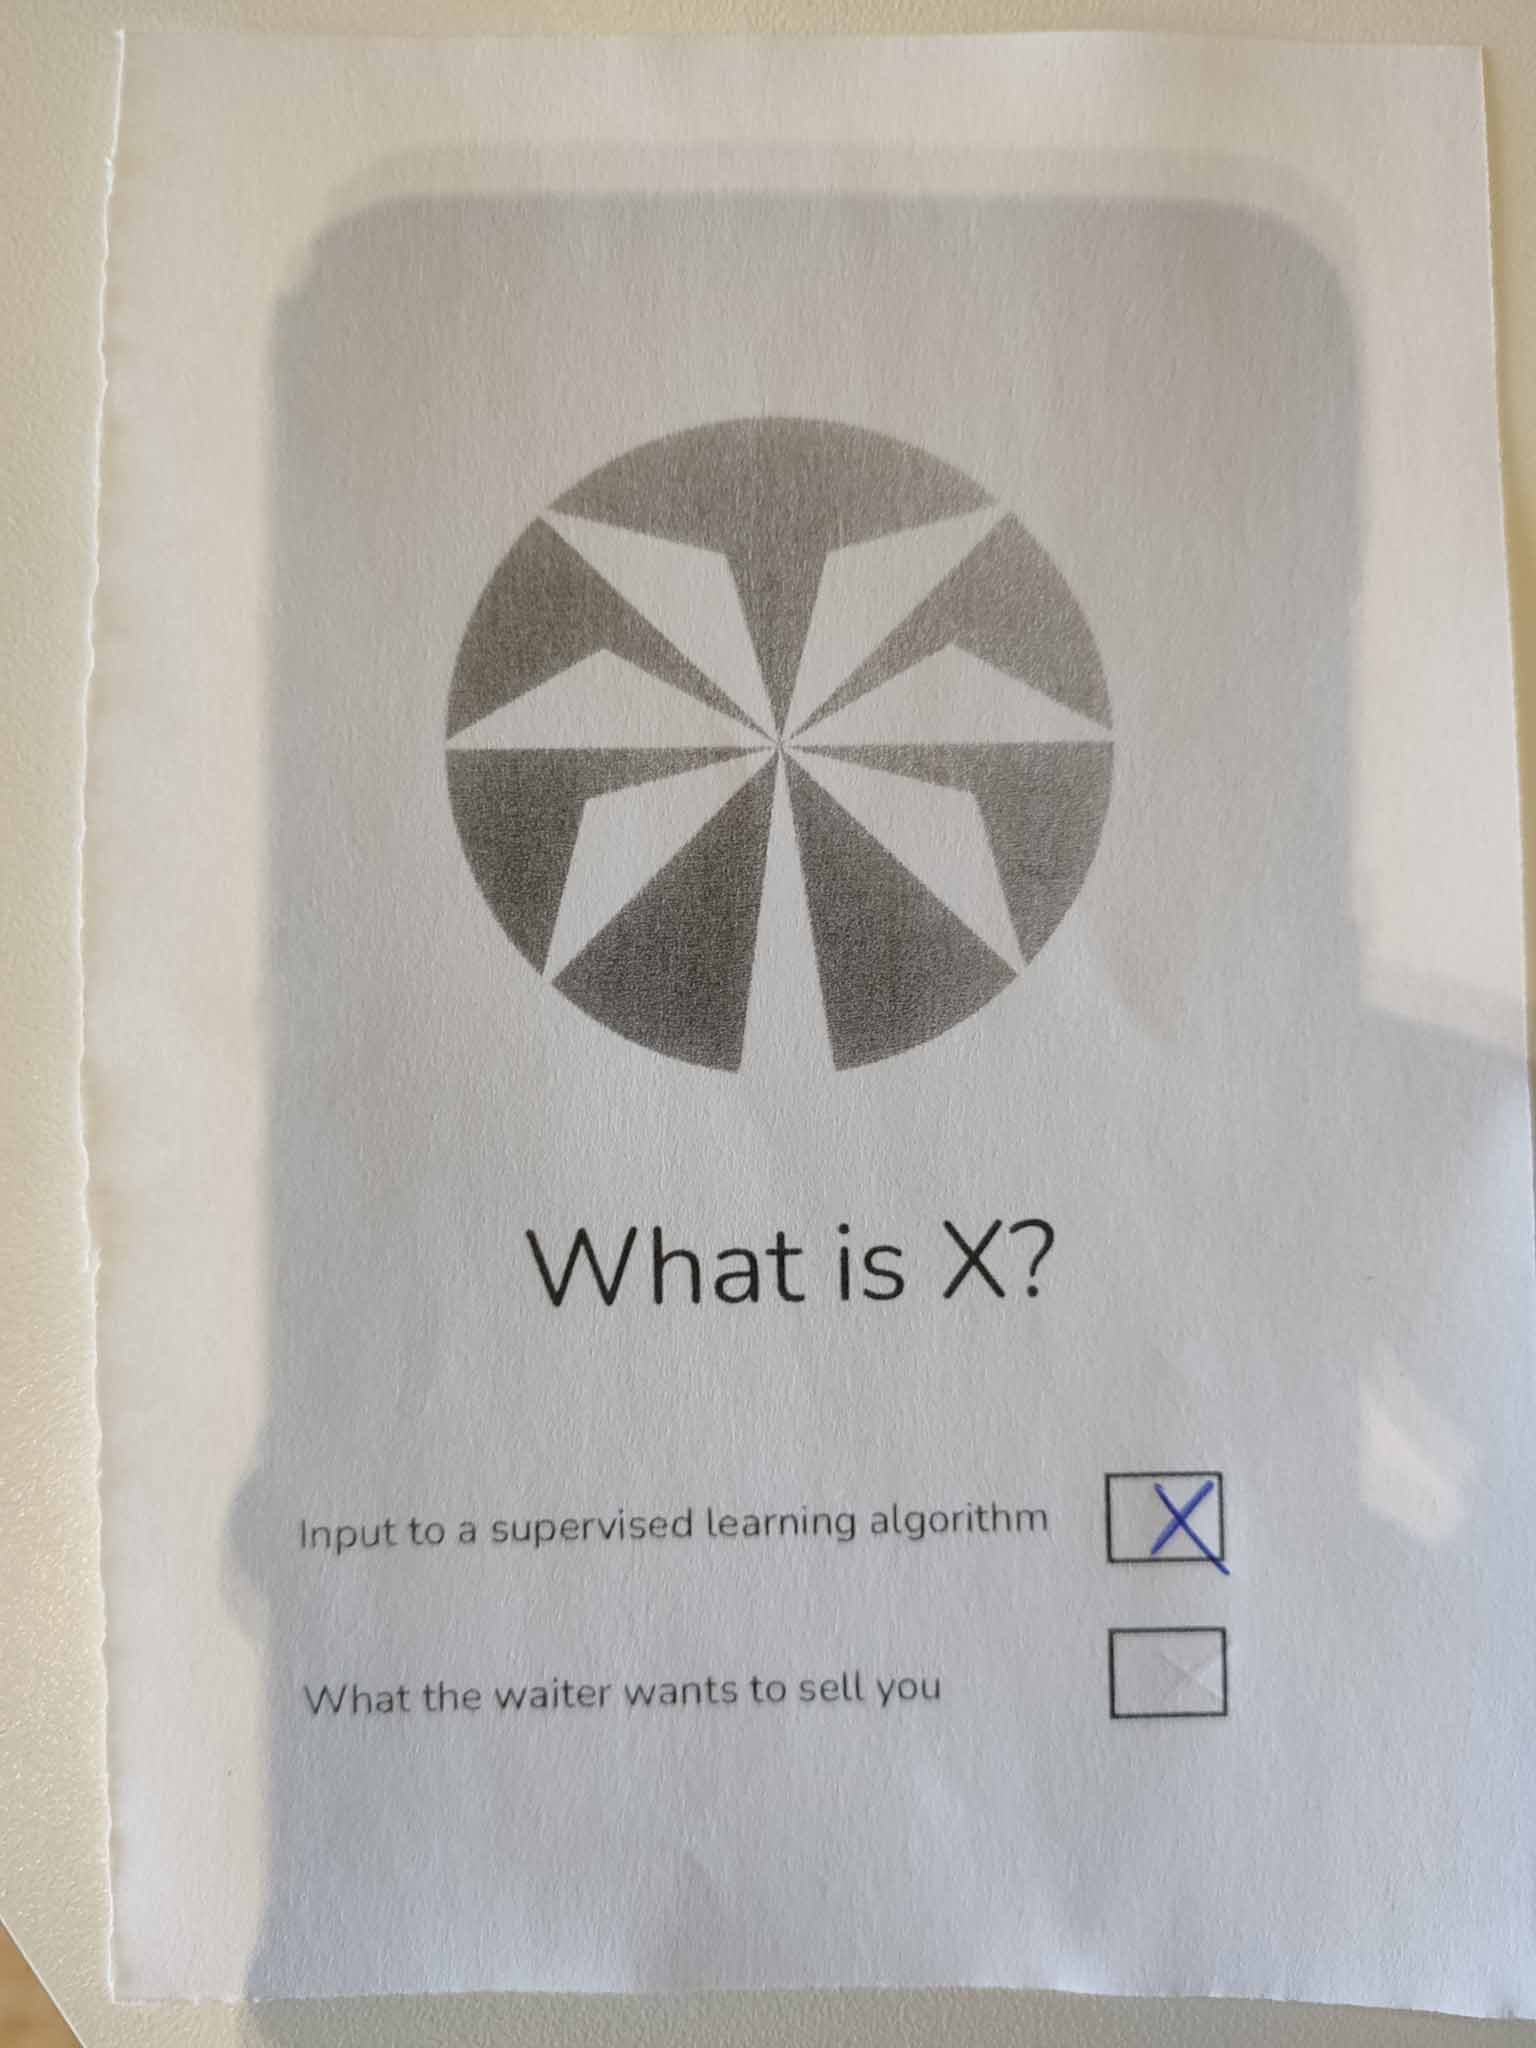 What is X?
Input to a supervised learning algorithm X
What the waiter wants to sell you